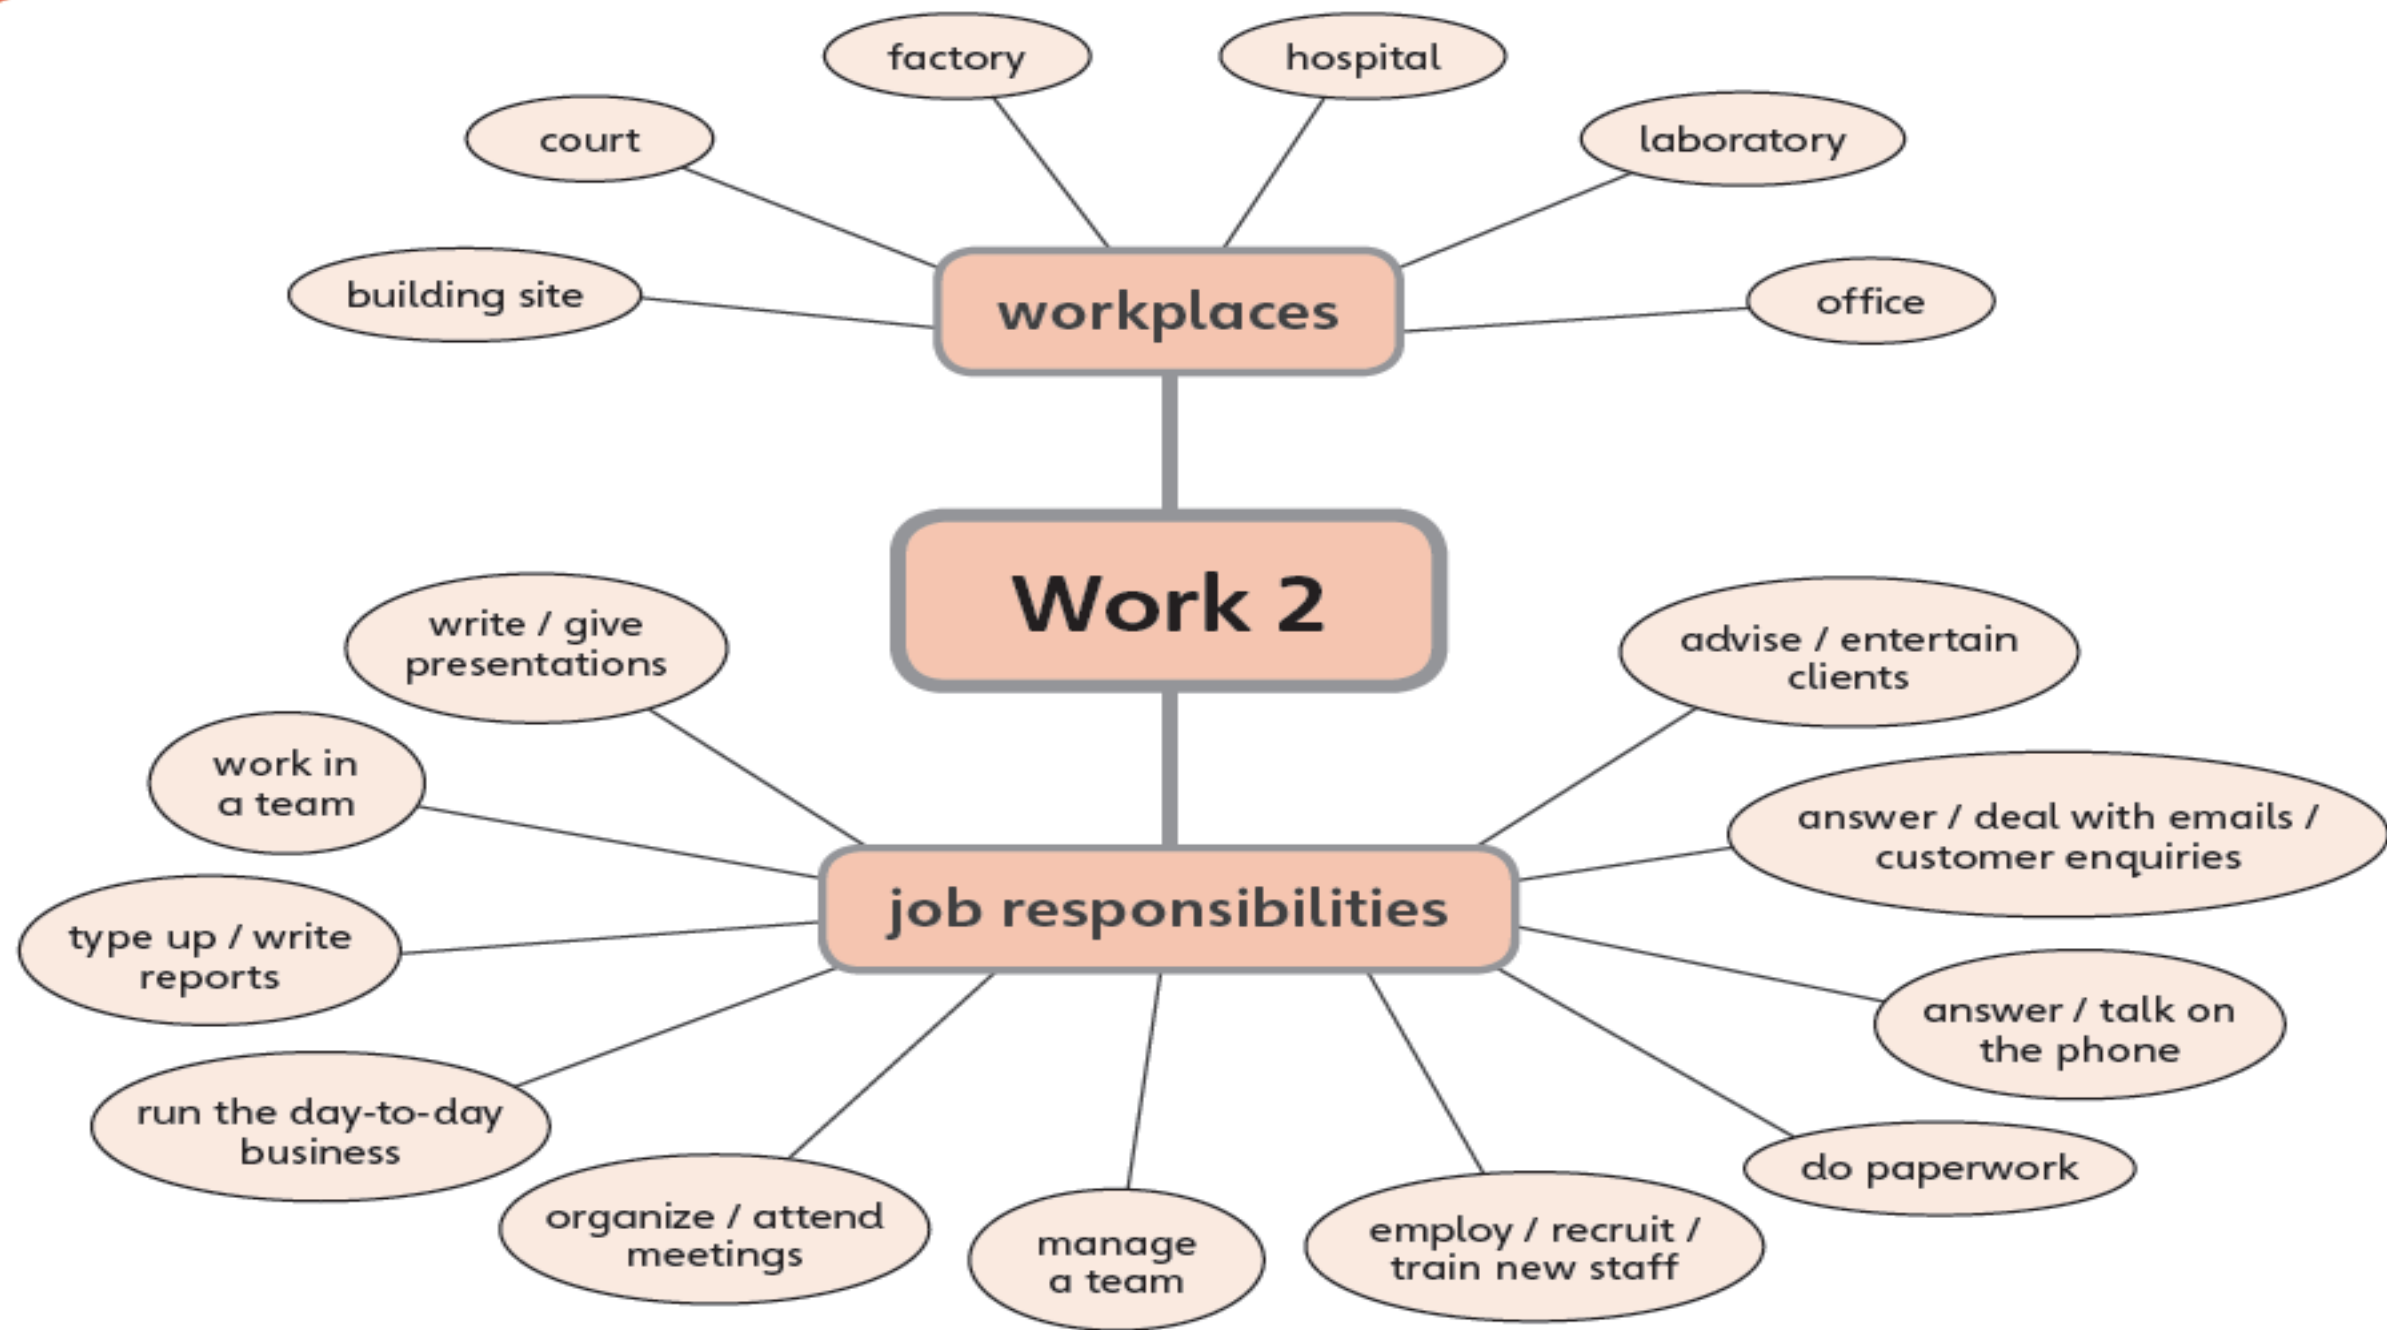 factory
hospital
court
laboratory
building site
workplaces
office
Work 2
write / give
presentations
advise / entertain
clients
work in
a team
answer / deal with emails /
customer enquiries
job responsibilities
type up / write
reports
answer / talk on
the phone
run the day-to-day
business
do paperwork
organize / attend
meetings
manage
a team
employ / recruit /
train new staff